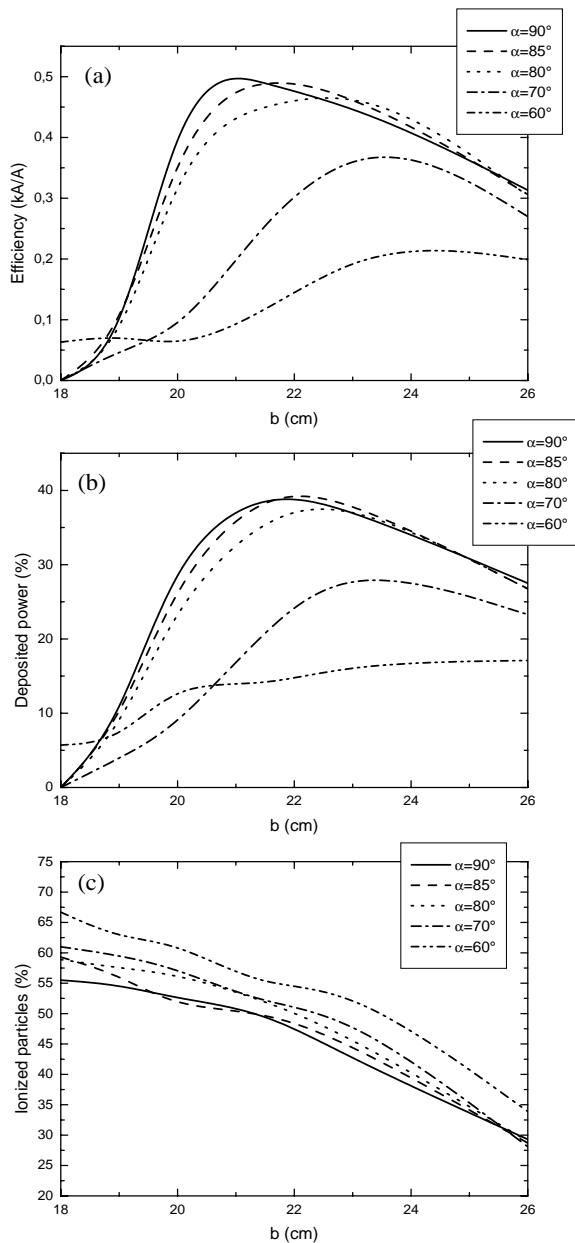 α=90°
α=85°
α=80°
α=70°
α=60°
(a)
0,5
0,4
0,3
0,2
0,1
0,0
Efficiency (kA/A)
18 20 22 24 26
b (cm)
α=90°
α=85°
α=80°
α=70°
α=60°
(b)
40
30
20
10
0
Deposited power (%)
18 20 22 24 26
b (cm)
α=90°
α=85°
α=80°
α=70°
α=60°
(c)
75
70
65
60
55
50
45
40
35
30
25
20
Ionized particles (%)
18 20 22 24 26
b (cm)